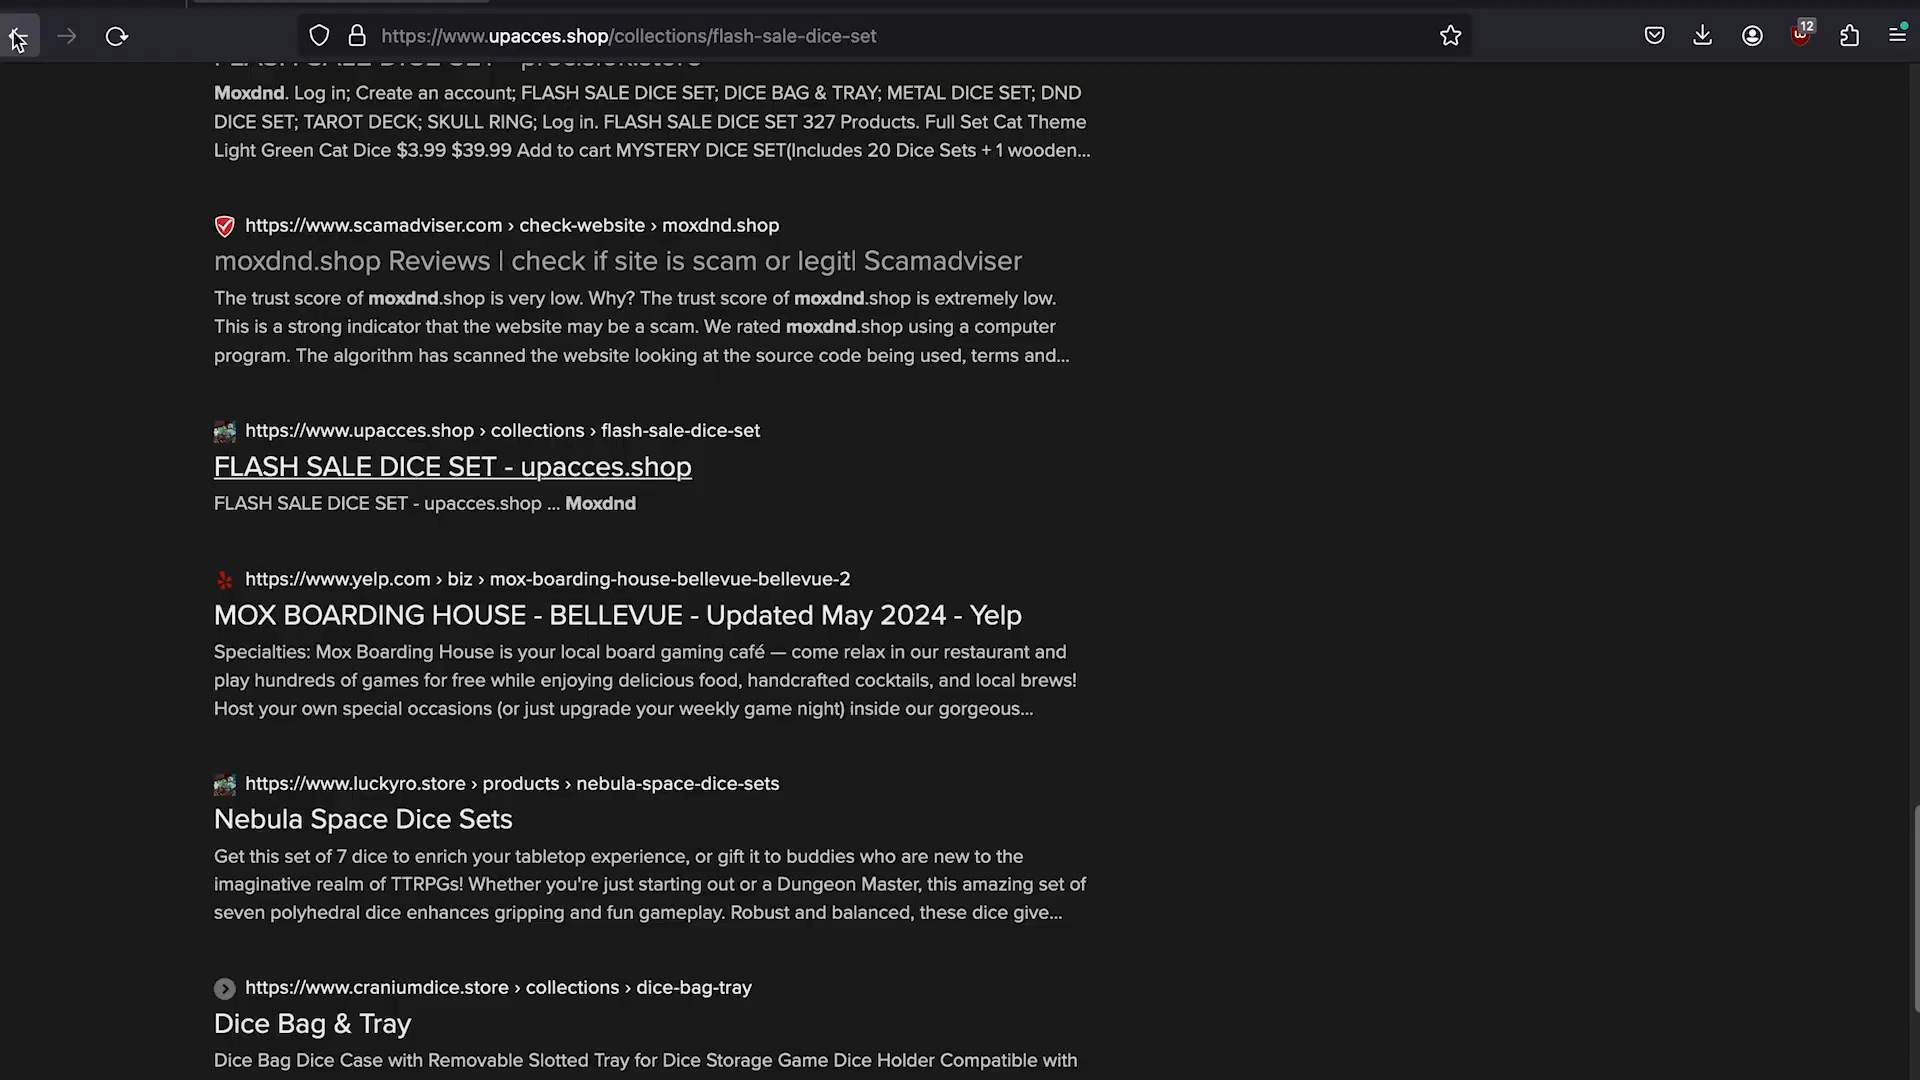 https://www.upacces.shop/collections/flash-sale-dice-set
12
FLASH SALE DICE SET - precisiok.store
Moxdnd. Log in; Create an account; FLASH SALE DICE SET; DICE BAG & TRAY; METAL DICE SET; DND
DICE SET; TAROT DECK; SKULL RING; Log in. FLASH SALE DICE SET 327 Products. Full Set Cat Theme
Light Green Cat Dice $3.99 $39.99 Add to cart MYSTERY DICE SET(Includes 20 Dice Sets + 1 wooden...
https://www.scamadviser.com › check-website › moxdnd.shop
moxdnd.shop Reviews | check if site is scam or legit| Scamadviser
The trust score of moxdnd.shop is very low. Why? The trust score of moxdnd.shop is extremely low.
This is a strong indicator that the website may be a scam. We rated moxdnd.shop using a computer
program. The algorithm has scanned the website looking at the source code being used, terms and...
https://www.upacces.shop › collections › flash-sale-dice-set
FLASH SALE DICE SET - upacces.shop
FLASH SALE DICE SET - upacces.shop ... Moxdnd
https://www.yelp.com › biz › mox-boarding-house-bellevue-bellevue-2
MOX BOARDING HOUSE - BELLEVUE - Updated May 2024 - Yelp
Specialties: Mox Boarding House is your local board gaming café — come relax in our restaurant and
play hundreds of games for free while enjoying delicious food, handcrafted cocktails, and local brews!
Host your own special occasions (or just upgrade your weekly game night) inside our gorgeous...
https://www.luckyro.store › products › nebula-space-dice-sets
Nebula Space Dice Sets
Get this set of 7 dice to enrich your tabletop experience, or gift it to buddies who are new to the
imaginative realm of TTRPGs! Whether you're just starting out or a Dungeon Master, this amazing set of
seven polyhedral dice enhances gripping and fun gameplay. Robust and balanced, these dice give...
https://www.craniumdice.store › collections › dice-bag-tray
Dice Bag & Tray
Dice Bag Dice Case with Removable Slotted Tray for Dice Storage Game Dice Holder Compatible with